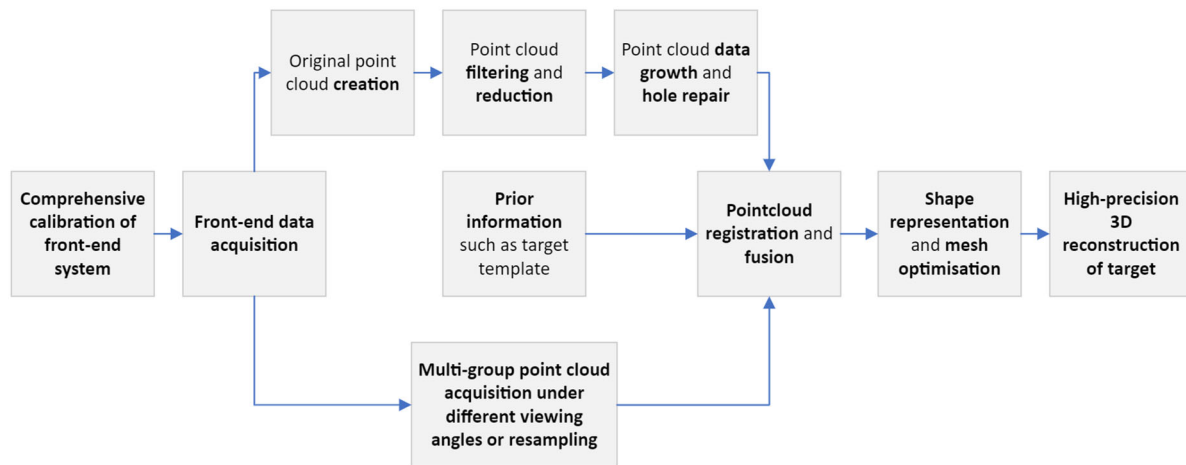 Original point
cloud creation
Point cloud
filtering and
reduction
Point cloud data
growth and
hole repair
Comprehensive
calibration of
front-end
system
Front-end data
acquisition
Prior
information
such as target
template
Pointcloud
registration and
fusion
Shape
representation
and mesh
optimisation
High-precision
3D
reconstruction
of target
Multi-group point cloud
acquisition under
different viewing
angles or resampling